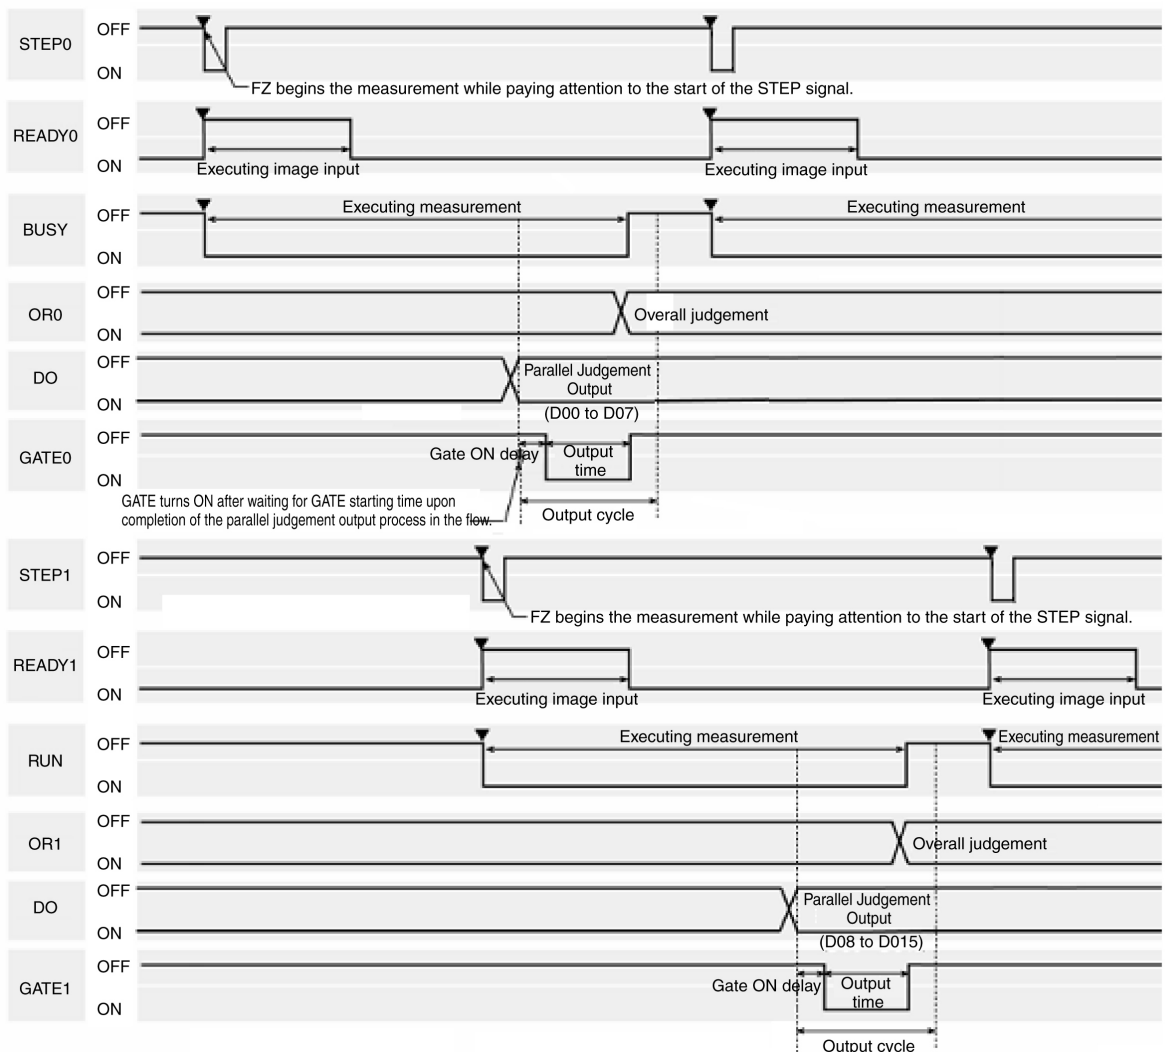 STEP0
OFF
ON
FZ begins the measurement while paying attention to the start of the STEP signal.
READY0
OFF
ON
Executing image input
Executing image input
BUSY
OFF
ON
Executing measurement
Executing measurement
OR0
OFF
ON
Overall judgement
DO
OFF
ON
Parallel Judgement
Output
(D00 to D07)
GATE0
OFF
ON
Gate ON delay
Output
time
GATE turns ON after waiting for GATE starting time upon
completion of the parallel judgement output process in the flow.
Output cycle
STEP1
OFF
ON
FZ begins the measurement while paying attention to the start of the STEP signal.
READY1
OFF
ON
Executing image input
Executing image input
RUN
OFF
ON
Executing measurement
Executing measurement
OR1
OFF
ON
Overall judgement
DO
OFF
ON
Parallel Judgement
Output
(D08 to D015)
GATE1
OFF
ON
Gate ON delay
Output
time
Output cycle